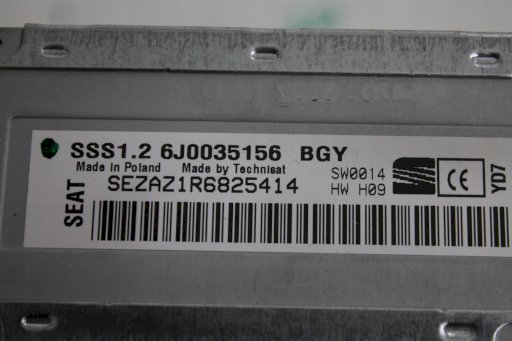 SSS1.2 6J0035156 BGY
Made in Poland Made by Technisat
SEZAZ1R6825414
SW0014
HW H09
CE
YD7
SEAT